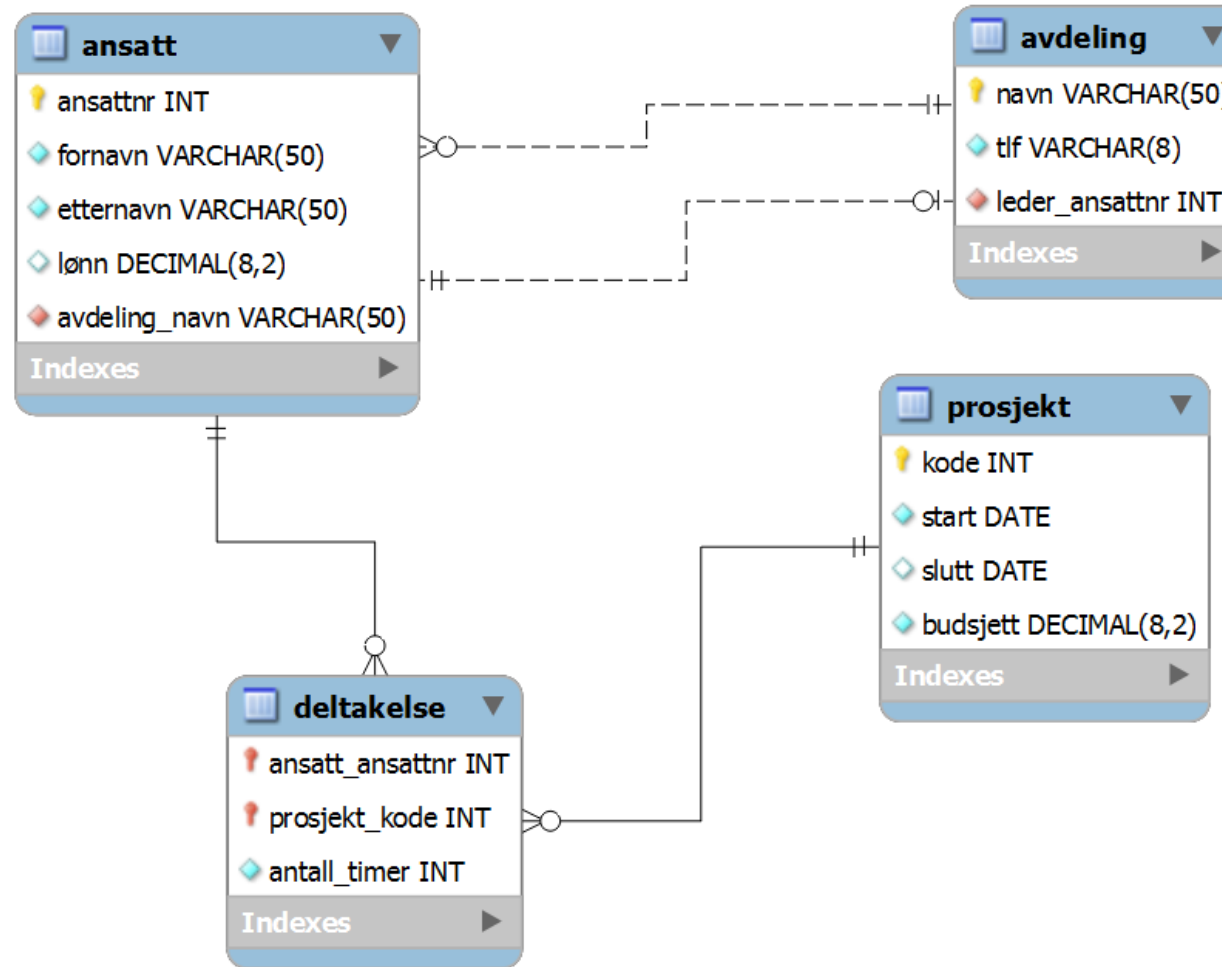 ansatt
ansattnr INT
fornavn VARCHAR(50)
etternavn VARCHAR(50)
lønn DECIMAL(8,2)
avdeling_navn VARCHAR(50)
Indexes
avdeling
navn VARCHAR(50)
tlf VARCHAR(8)
leder_ansattnr INT
Indexes
prosjekt
kode INT
start DATE
slutt DATE
budsjett DECIMAL(8,2)
Indexes
deltakelse
ansatt_ansattnr INT
prosjekt_kode INT
antall_timer INT
Indexes